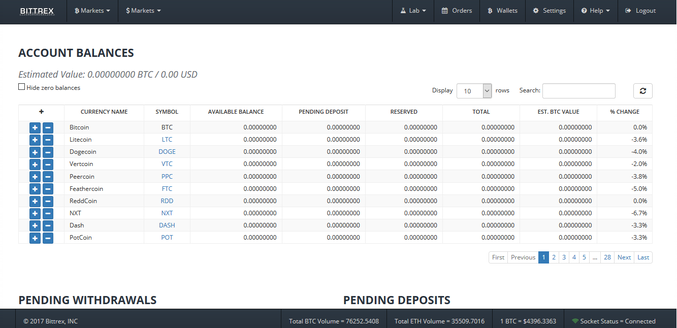 BITTREX
฿ Markets
$ Markets
Lab
Orders
฿ Wallets
Settings
Help
Logout
ACCOUNT BALANCES
Estimated Value: 0.00000000 BTC / 0.00 USD
Hide zero balances
Display 10 rows Search:
+ CURRENCY NAME SYMBOL AVAILABLE BALANCE PENDING DEPOSIT RESERVED TOTAL EST. BTC VALUE % CHANGE
+ - Bitcoin BTC 0.00000000 0.00000000 0.00000000 0.00000000 0.00000000 0.0%
+ - Litecoin LTC 0.00000000 0.00000000 0.00000000 0.00000000 0.00000000 -3.6%
+ - Dogecoin DOGE 0.00000000 0.00000000 0.00000000 0.00000000 0.00000000 -4.0%
+ - Vertcoin VTC 0.00000000 0.00000000 0.00000000 0.00000000 0.00000000 -2.0%
+ - Peercoin PPC 0.00000000 0.00000000 0.00000000 0.00000000 0.00000000 -3.8%
+ - Feathercoin FTC 0.00000000 0.00000000 0.00000000 0.00000000 0.00000000 -5.0%
+ - ReddCoin RDD 0.00000000 0.00000000 0.00000000 0.00000000 0.00000000 0.0%
+ - NXT NXT 0.00000000 0.00000000 0.00000000 0.00000000 0.00000000 -6.7%
+ - Dash DASH 0.00000000 0.00000000 0.00000000 0.00000000 0.00000000 -3.3%
+ - PotCoin POT 0.00000000 0.00000000 0.00000000 0.00000000 0.00000000 -3.3%
First Previous 1 2 3 4 5 ... 28 Next Last
PENDING WITHDRAWALS
PENDING DEPOSITS
© 2017 Bittrex, INC
Total BTC Volume = 76252.5408
Total ETH Volume = 35509.7016
1 BTC = $4396.3363
Socket Status = Connected